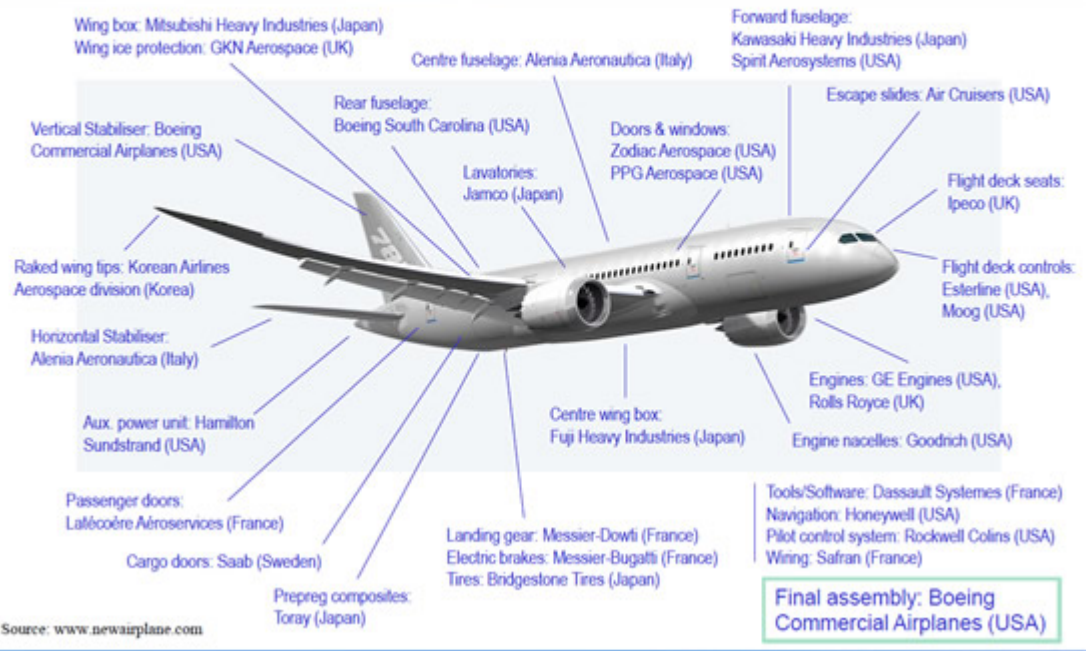 Wing box: Mitsubishi Heavy Industries (Japan)
Wing ice protection: GKN Aerospace (UK)
Centre fuselage: Alenia Aeronautica (Italy)
Forward fuselage:
Kawasaki Heavy Industries (Japan)
Spirit Aerosystems (USA)
Escape slides: Air Cruisers (USA)
Rear fuselage:
Boeing South Carolina (USA)
Vertical Stabiliser: Boeing
Commercial Airplanes (USA)
Doors & windows:
Zodiac Aerospace (USA)
PPG Aerospace (USA)
Lavatories:
Jamco (Japan)
Flight deck seats:
Ipeco (UK)
787
Raked wing tips: Korean Airlines
Aerospace division (Korea)
Flight deck controls:
Esterline (USA),
Moog (USA)
Horizontal Stabiliser:
Alenia Aeronautica (Italy)
Engines: GE Engines (USA),
Rolls Royce (UK)
Aux. power unit: Hamilton
Sundstrand (USA)
Centre wing box:
Fuji Heavy Industries (Japan)
Engine nacelles: Goodrich (USA)
Passenger doors:
Latécoère Aéroservices (France)
Cargo doors: Saab (Sweden)
Prepreg composites:
Toray (Japan)
Landing gear: Messier-Dowti (France)
Electric brakes: Messier-Bugatti (France)
Tires: Bridgestone Tires (Japan)
Tools/Software: Dassault Systemes (France)
Navigation: Honeywell (USA)
Pilot control system: Rockwell Colins (USA)
Wiring: Safran (France)
Final assembly: Boeing
Commercial Airplanes (USA)
Source: www.newairplane.com